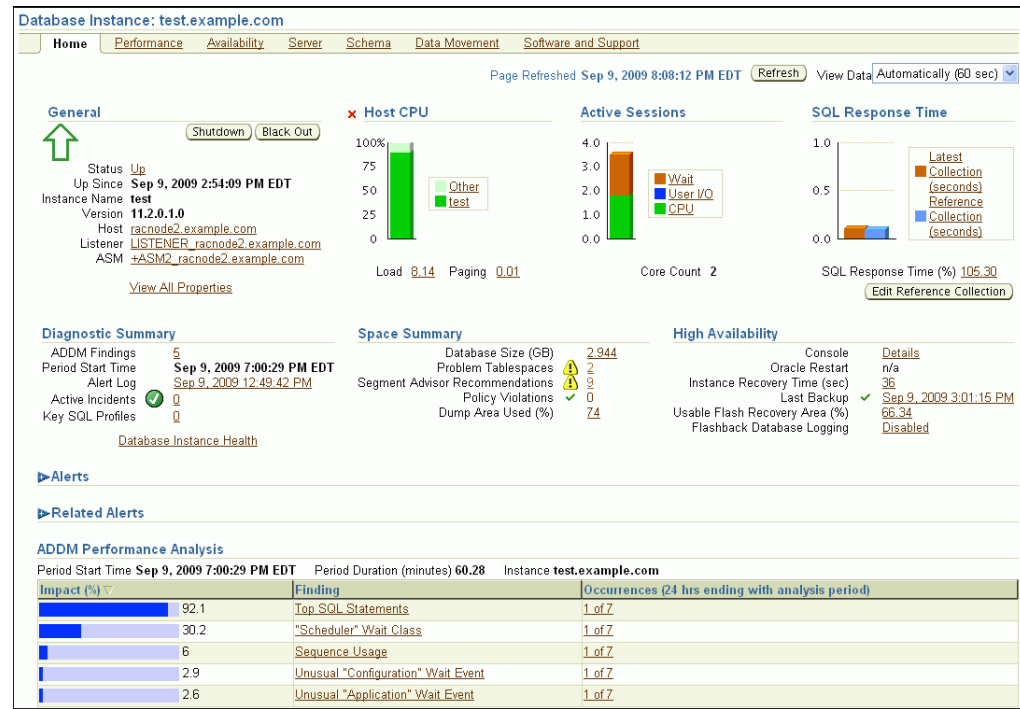 Database Instance: test.example.com
Home Performance Availability Server Schema Data Movement Software and Support
Page Refreshed Sep 9, 2009 8:08:12 PM EDT Refresh View Data Automatically (60 sec)
General
Shutdown Black Out
Status Up
Up Since Sep 9, 2009 2:54:09 PM EDT
Instance Name test
Version 11.2.0.1.0
Host racnode2.example.com
Listener LISTENER_racnode2.example.com
ASM +ASM2_racnode2.example.com
View All Properties
Host CPU
100%
75
50
25
0
Other
test
Load 8.14 Paging 0.01
Active Sessions
4.0
3.0
2.0
1.0
0.0
Wait
User I/O
CPU
Core Count 2
SQL Response Time
1.0
0.5
0.0
Latest
Collection
(seconds)
Reference
Collection
(seconds)
SQL Response Time (%) 105.30
Edit Reference Collection
Diagnostic Summary
ADDM Findings 5
Period Start Time Sep 9, 2009 7:00:29 PM EDT
Alert Log Sep 9, 2009 12:49:42 PM
Active Incidents 0
Key SQL Profiles 0
Database Instance Health
Space Summary
Database Size (GB) 2.944
Problem Tablespaces 2
Segment Advisor Recommendations 9
Policy Violations 0
Dump Area Used (%) 74
High Availability
Console Details
Oracle Restart n/a
Instance Recovery Time (sec) 36
Last Backup Sep 9, 2009 3:01:15 PM
Usable Flash Recovery Area (%) 66.34
Flashback Database Logging Disabled
Alerts
Related Alerts
ADDM Performance Analysis
Period Start Time Sep 9, 2009 7:00:29 PM EDT Period Duration (minutes) 60.28 Instance test.example.com
Impact (%) Finding Occurrences (24 hrs ending with analysis period)
92.1 Top SQL Statements 1 of 7
30.2 "Scheduler" Wait Class 1 of 7
6 Sequence Usage 1 of 7
2.9 Unusual "Configuration" Wait Event 1 of 7
2.6 Unusual "Application" Wait Event 1 of 7